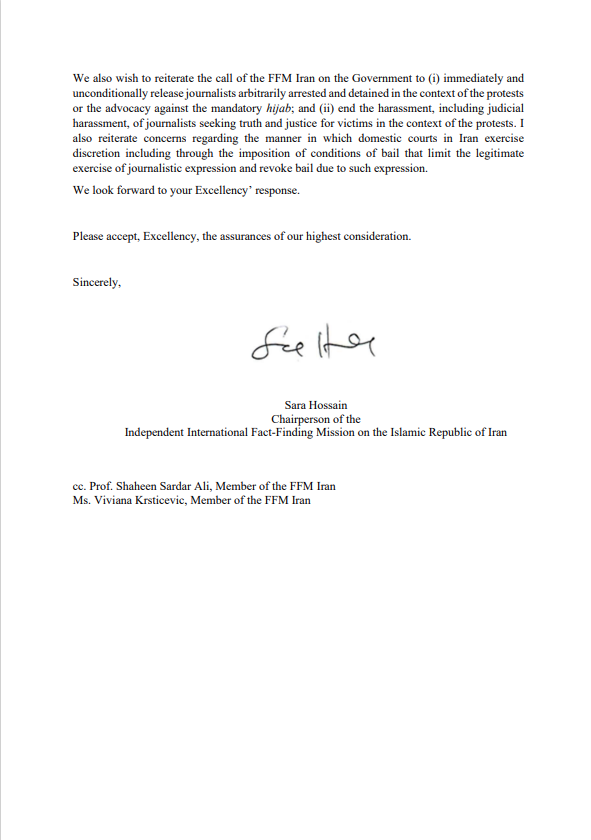 We also wish to reiterate the call of the FFM Iran on the Government to (i) immediately and
unconditionally release journalists arbitrarily arrested and detained in the context of the protests
or the advocacy against the mandatory hijab; and (ii) end the harassment, including judicial
harassment, of journalists seeking truth and justice for victims in the context of the protests. I
also reiterate concerns regarding the manner in which domestic courts in Iran exercise
discretion including through the imposition of conditions of bail that limit the legitimate
exercise of journalistic expression and revoke bail due to such expression.
We look forward to your Excellency’ response.
Please accept, Excellency, the assurances of our highest consideration.
Sincerely,
Sara Hossain
Chairperson of the
Independent International Fact-Finding Mission on the Islamic Republic of Iran
cc. Prof. Shaheen Sardar Ali, Member of the FFM Iran
Ms. Viviana Krsticevic, Member of the FFM Iran